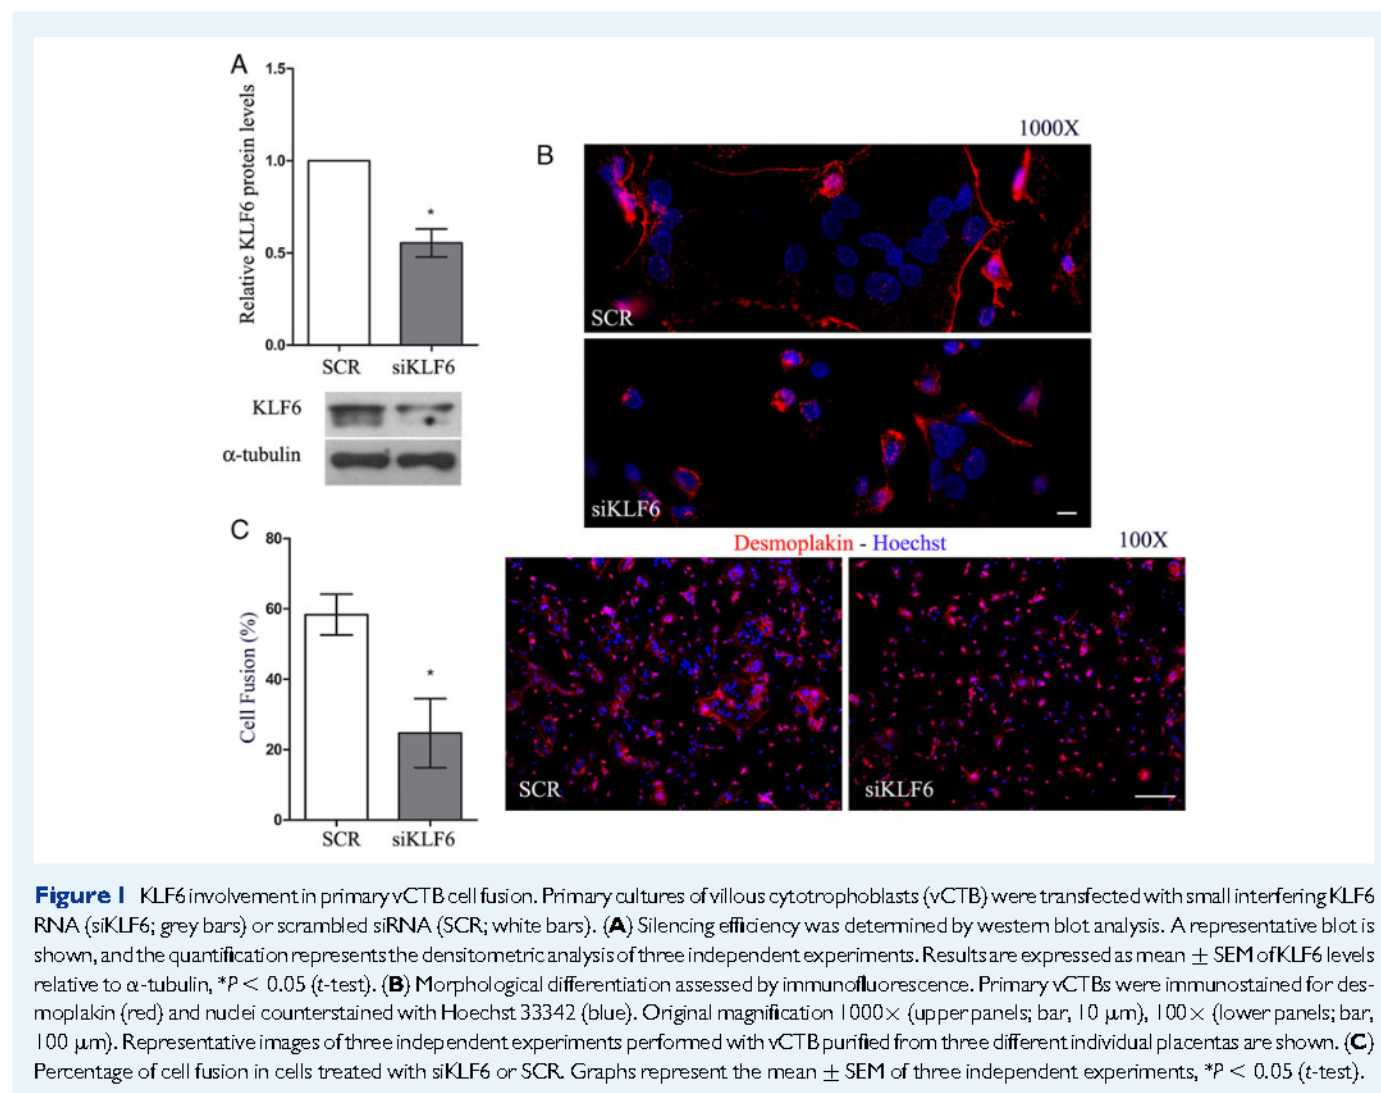 A
1.5
1.0
0.5
0.0
Relative KLF6 protein levels
*
SCR siKLF6
KLF6
α-tubulin
B
1000X
SCR
siKLF6
Desmoplakin - Hoechst
100X
SCR
siKLF6
C
80
60
40
20
0
Cell Fusion (%)
*
SCR siKLF6
Figure 1 KLF6 involvement in primary vCTB cell fusion. Primary cultures of villous cytotrophoblasts (vCTB) were transfected with small interfering KLF6
RNA (siKLF6; grey bars) or scrambled siRNA (SCR; white bars). (A) Silencing efficiency was determined by western blot analysis. A representative blot is
shown, and the quantification represents the densitometric analysis of three independent experiments. Results are expressed as mean ± SEM of KLF6 levels
relative to α-tubulin, *P < 0.05 (t-test). (B) Morphological differentiation assessed by immunofluorescence. Primary vCTBs were immunostained for des-
moplakin (red) and nuclei counterstained with Hoechst 33342 (blue). Original magnification 1000× (upper panels; bar, 10 μm), 100× (lower panels; bar,
100 μm). Representative images of three independent experiments performed with vCTB purified from three different individual placentas are shown. (C)
Percentage of cell fusion in cells treated with siKLF6 or SCR. Graphs represent the mean ± SEM of three independent experiments, *P < 0.05 (t-test).